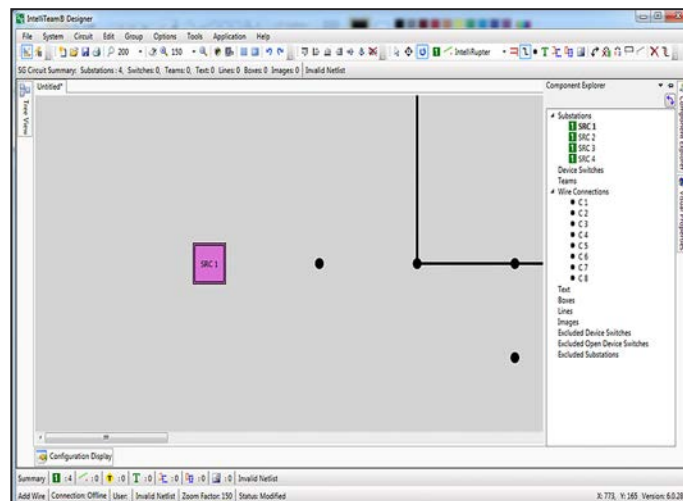 IntelliTeam® Designer
File System Circuit Edit Group Options Tools Application Help
200 150 IntelliRupter
SG Circuit Summary: Substations : 4, Switches: 0, Teams: 0, Text: 0 Lines: 0 Boxes: 0 Images: 0 Invalid Netlist
Untitled*
Component Explorer
Tree View
Substations
SRC 1
SRC 2
SRC 3
SRC 4
Device Switches
Teams
Wire Connections
C 1
C 2
C 3
C 4
C 5
C 6
C 7
C 8
Text
Boxes
Lines
Images
Excluded Device Switches
Excluded Open Device Switches
Excluded Substations
Component Explorer
SRC 1
Configuration Display
Summary :4 :0 :0 :0 :0 :0 :0 Invalid Netlist
Add Wire Connection: Offline User: Invalid Netlist Zoom Factor: 150 Status: Modified X: 773, Y: 165 Version: 6.0.28